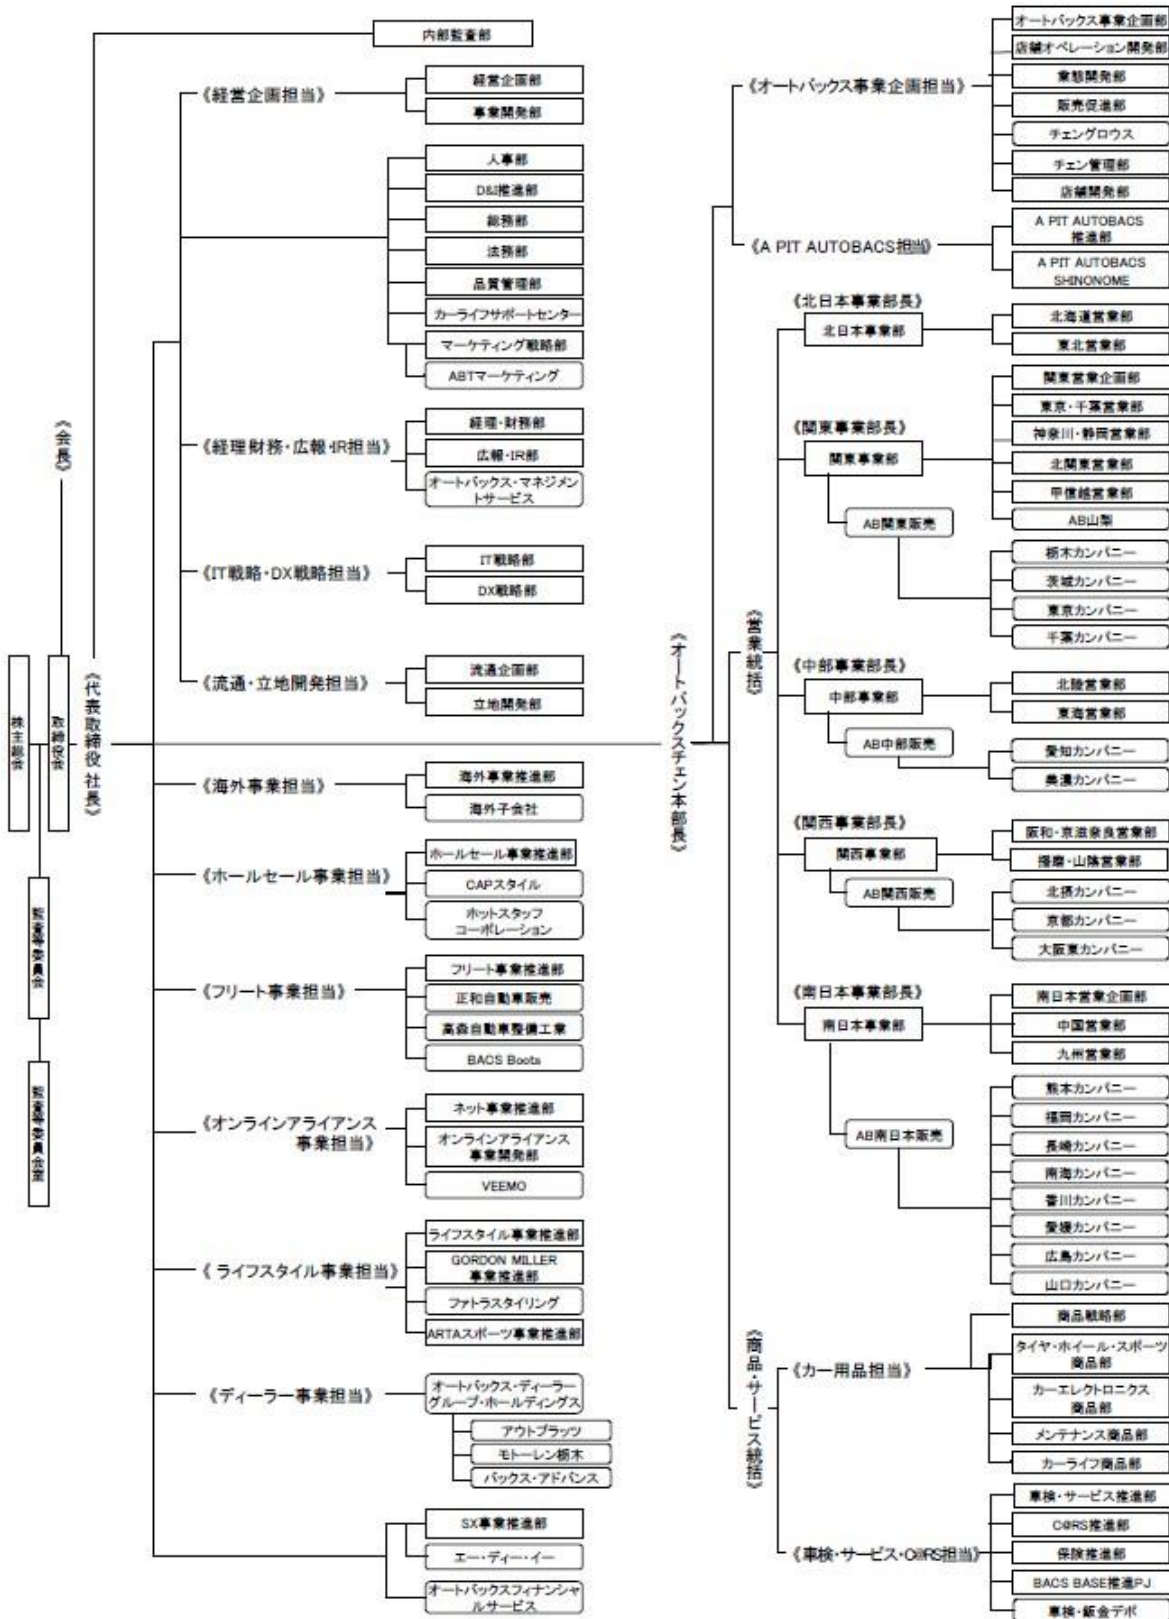 株主総会
取締役会
監査等委員会
監査等委員会室
《会長》
《代表取締役 社長》
内部監査部
《経営企画担当》
経営企画部
事業開発部
人事部
D&I推進部
総務部
法務部
品質管理部
カーライフサポートセンター
マーケティング戦略部
ABTマーケティング
《経理財務・広報・IR担当》
経理・財務部
広報・IR部
オートバックス・マネジメン
トサービス
《IT戦略・DX戦略担当》
IT戦略部
DX戦略部
《流通・立地開発担当》
流通企画部
立地開発部
《海外事業担当》
海外事業推進部
海外子会社
《ホールセール事業担当》
ホールセール事業推進部
CAPスタイル
ホットスタッフ
コーポレーション
《フリート事業担当》
フリート事業推進部
正和自動車販売
高森自動車整備工業
BACS Boots
《オンラインアライアンス
事業担当》
ネット事業推進部
オンラインアライアンス
事業開発部
VEEMO
《 ライフスタイル事業担当》
ライフスタイル事業推進部
GORDON MILLER
事業推進部
ファトラスタイリング
ARTAスポーツ事業推進部
《ディーラー事業担当》
オートバックス・ディーラー
グループ・ホールディングス
アウトプラッツ
モトーレン栃木
バックス・アドバンス
SX事業推進部
エー・ディー・イー
オートバックスフィナンシャ
ルサービス
《オートバックスチェン本部長》
《オートバックス事業企画担当》
オートバックス事業企画部
店舗オペレーション開発部
業態開発部
販売促進部
チェングロウス
チェン管理部
店舗開発部
《A PIT AUTOBACS担当》
A PIT AUTOBACS
推進部
A PIT AUTOBACS
SHINONOME
《営業統括》
《北日本事業部長》
北日本事業部
北海道営業部
東北営業部
《関東事業部長》
関東事業部
関東営業企画部
東京・千葉営業部
神奈川・静岡営業部
北関東営業部
甲信越営業部
AB山梨
AB関東販売
栃木カンパニー
茨城カンパニー
東京カンパニー
千葉カンパニー
《中部事業部長》
中部事業部
北陸営業部
東海営業部
AB中部販売
愛知カンパニー
美濃カンパニー
《関西事業部長》
関西事業部
阪和・京滋奈良営業部
播磨・山陰営業部
AB関西販売
北摂カンパニー
京都カンパニー
大阪東カンパニー
《南日本事業部長》
南日本事業部
南日本営業企画部
中国営業部
九州営業部
AB南日本販売
熊本カンパニー
福岡カンパニー
長崎カンパニー
南海カンパニー
香川カンパニー
愛媛カンパニー
広島カンパニー
山口カンパニー
《商品・サービス統括》
《カー用品担当》
商品戦略部
タイヤ・ホイール・スポーツ
商品部
カーエレクトロニクス
商品部
メンテナンス商品部
カーライフ商品部
《車検・サービス・C@RS担当》
車検・サービス推進部
C@RS推進部
保険推進部
BACS BASE推進PJ
車検・鈑金デポ